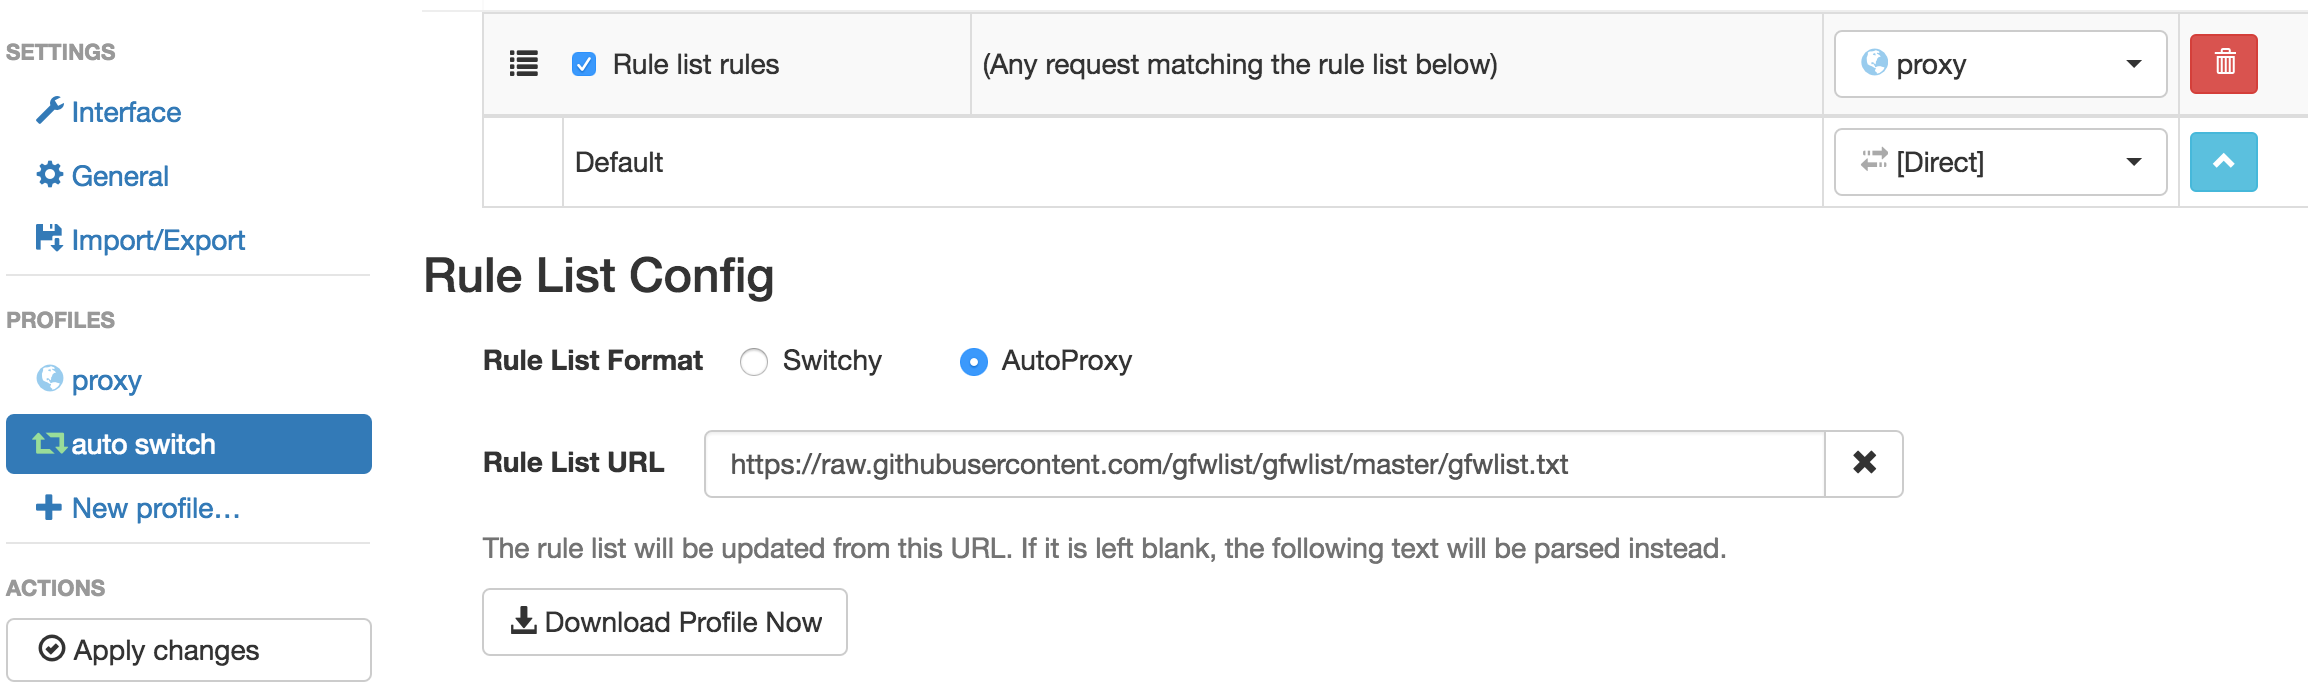 SETTINGS
Interface
General
Import/Export
PROFILES
proxy
auto switch
New profile...
ACTIONS
Apply changes
Rule list rules
(Any request matching the rule list below)
proxy
Default
[Direct]
Rule List Config
Rule List Format
Switchy
AutoProxy
Rule List URL
https://raw.githubusercontent.com/gfwlist/gfwlist/master/gfwlist.txt
The rule list will be updated from this URL. If it is left blank, the following text will be parsed instead.
Download Profile Now